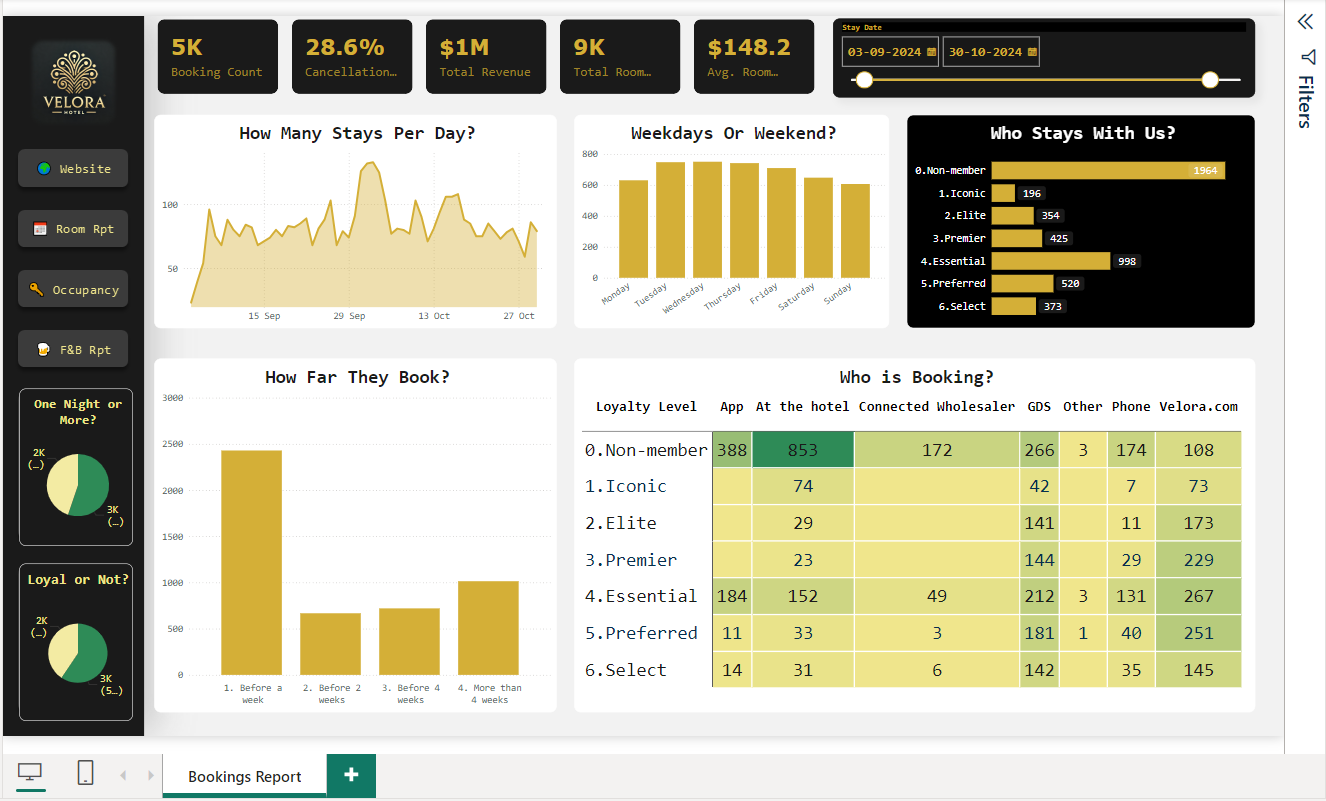 VELORA
HOTEL
Website
Room Rpt
Occupancy
F&B Rpt
One Night or
More?
2K
(…)
3K
(…)
Loyal or Not?
2K
(…)
3K
(5…)
5K
Booking Count
28.6%
Cancellation…
$1M
Total Revenue
9K
Total Room…
$148.2
Avg. Room…
Stay Date
03-09-2024
30-10-2024
How Many Stays Per Day?
100
50
15 Sep
29 Sep
13 Oct
27 Oct
Weekdays Or Weekend?
800
600
400
200
0
Monday
Tuesday
Wednesday
Thursday
Friday
Saturday
Sunday
Who Stays With Us?
0.Non-member 1964
1.Iconic 196
2.Elite 354
3.Premier 425
4.Essential 998
5.Preferred 520
6.Select 373
How Far They Book?
3000
2500
2000
1500
1000
500
0
1. Before a
week
2. Before 2
weeks
3. Before 4
weeks
4. More than
4 weeks
Who is Booking?
Loyalty Level App At the hotel Connected Wholesaler GDS Other Phone Velora.com
0.Non-member 388 853 172 266 3 174 108
1.Iconic 74 42 7 73
2.Elite 29 141 11 173
3.Premier 23 144 29 229
4.Essential 184 152 49 212 3 131 267
5.Preferred 11 33 3 181 1 40 251
6.Select 14 31 6 142 35 145
Filters
Bookings Report